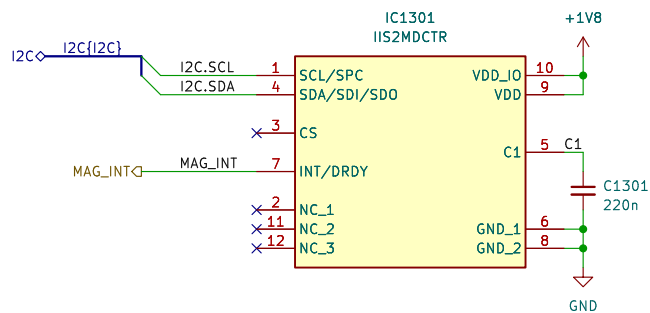 IC1301
IIS2MDCTR
+1V8
I2C
I2C{I2C}
I2C.SCL
1
SCL/SPC
VDD_IO
10
I2C.SDA
4
SDA/SDI/SDO
VDD
9
3
CS
C1
5
C1
MAG_INT
MAG_INT
7
INT/DRDY
C1301
220n
2
NC_1
11
NC_2
GND_1
6
12
NC_3
GND_2
8
GND